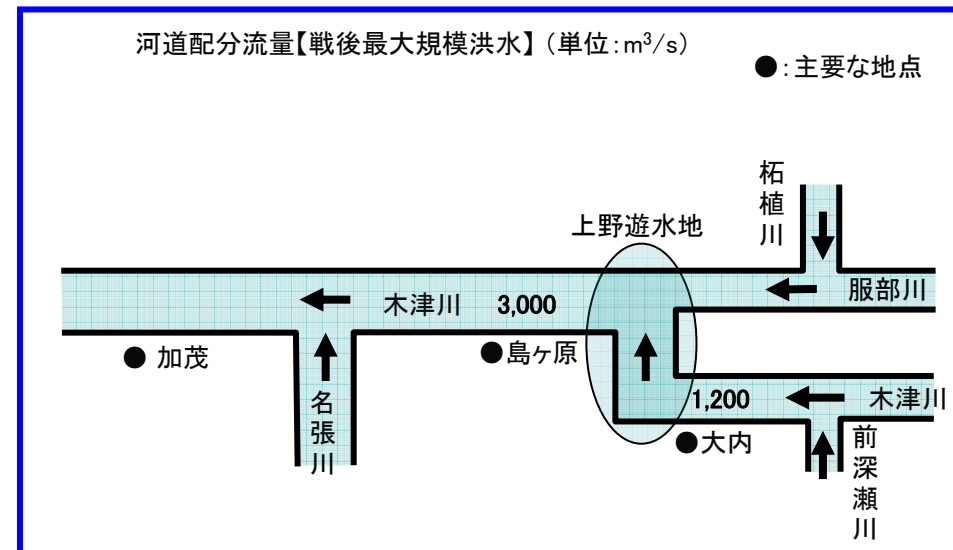 河道配分流量【戦後最大規模洪水】（単位：m³/s）
●：主要な地点
柘植川
上野遊水地
服部川
木津川 3,000
●加茂
●島ヶ原
1,200
木津川
名張川
●大内
前深瀬川